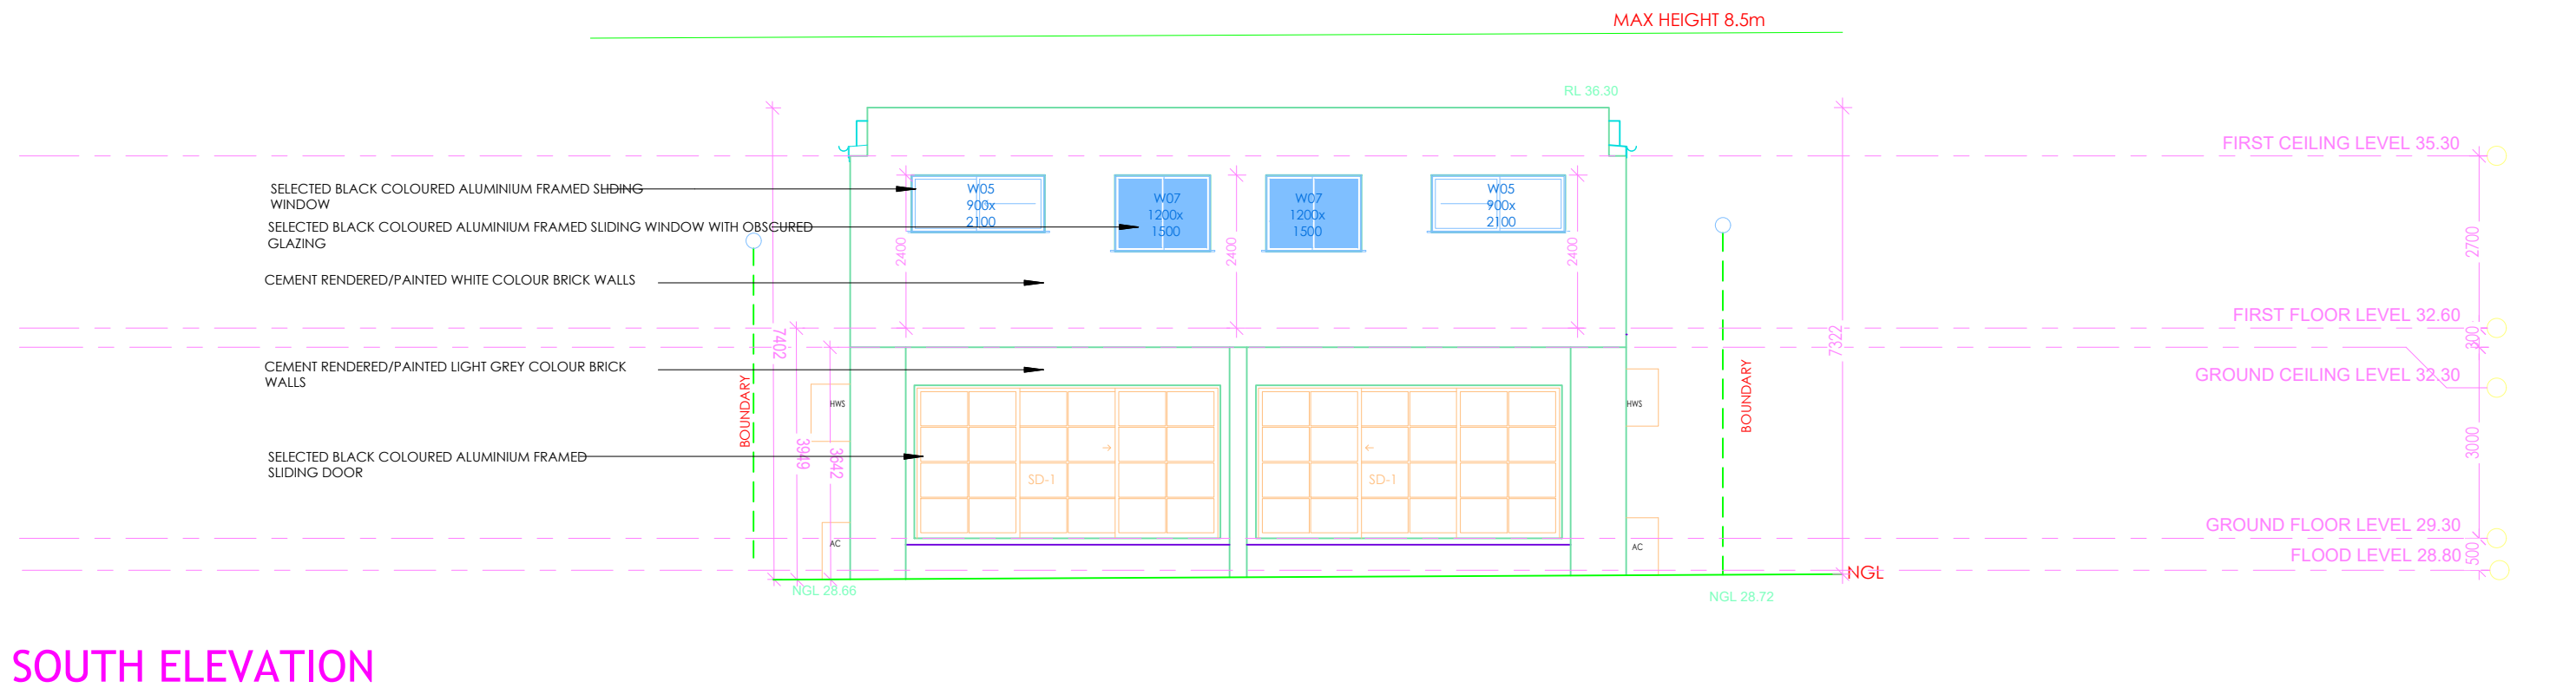 MAX HEIGHT 8.5m
RL 36.30
FIRST CEILING LEVEL 35.30
SELECTED BLACK COLOURED ALUMINIUM FRAMED SLIDING
WINDOW
SELECTED BLACK COLOURED ALUMINIUM FRAMED SLIDING WINDOW WITH OBSCURED
GLAZING
W05
900x
2100
W07
1200x
1500
W07
1200x
1500
W05
900x
2100
2400
2400
2400
2700
CEMENT RENDERED/PAINTED WHITE COLOUR BRICK WALLS
FIRST FLOOR LEVEL 32.60
300
7402
7322
CEMENT RENDERED/PAINTED LIGHT GREY COLOUR BRICK
WALLS
GROUND CEILING LEVEL 32.30
BOUNDARY
HWS
HWS
BOUNDARY
3949
3642
3000
SELECTED BLACK COLOURED ALUMINIUM FRAMED
SLIDING DOOR
SD-1
SD-1
GROUND FLOOR LEVEL 29.30
AC
AC
FLOOD LEVEL 28.80
500
NGL
NGL 28.66
NGL 28.72
SOUTH ELEVATION